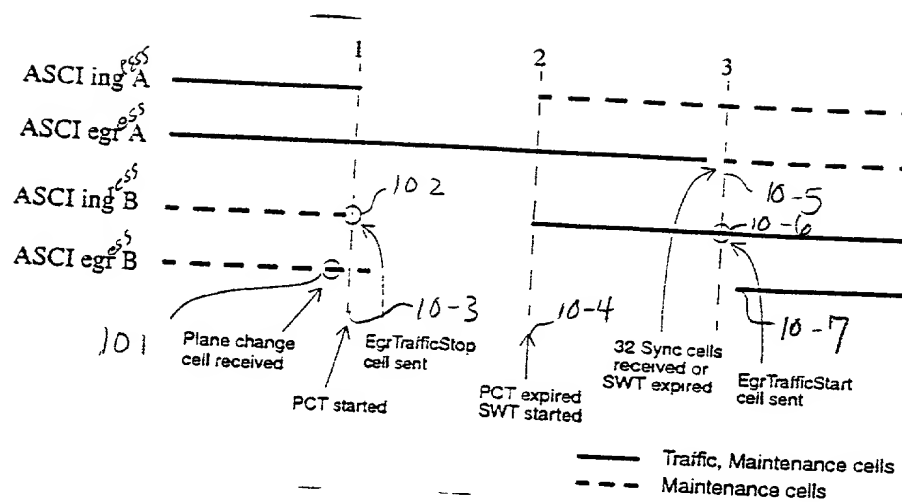 1
2
3
ASCI ingress A
ASCI egress A
ASCI ingress B
ASCI egress B
102
10-5
10-6
101
10-3
10-4
10-7
Plane change
cell received
EgrTrafficStop
cell sent
PCT started
PCT expired
SWT started
32 Sync cells
received or
SWT expired
EgrTrafficStart
cell sent
Traffic, Maintenance cells
Maintenance cells